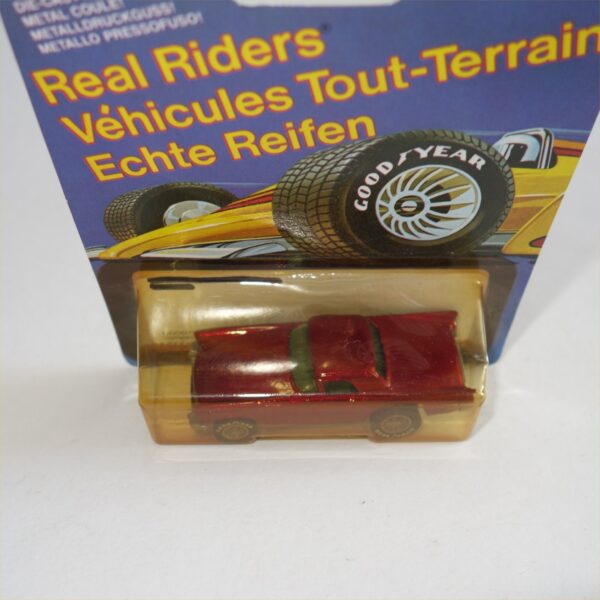 METAL COULÉ!
METALLDRUCKGUSS!
METALLO PRESSOFUSO!
Real Riders®
Véhicules Tout-Terrain
Echte Reifen
GOODYEAR